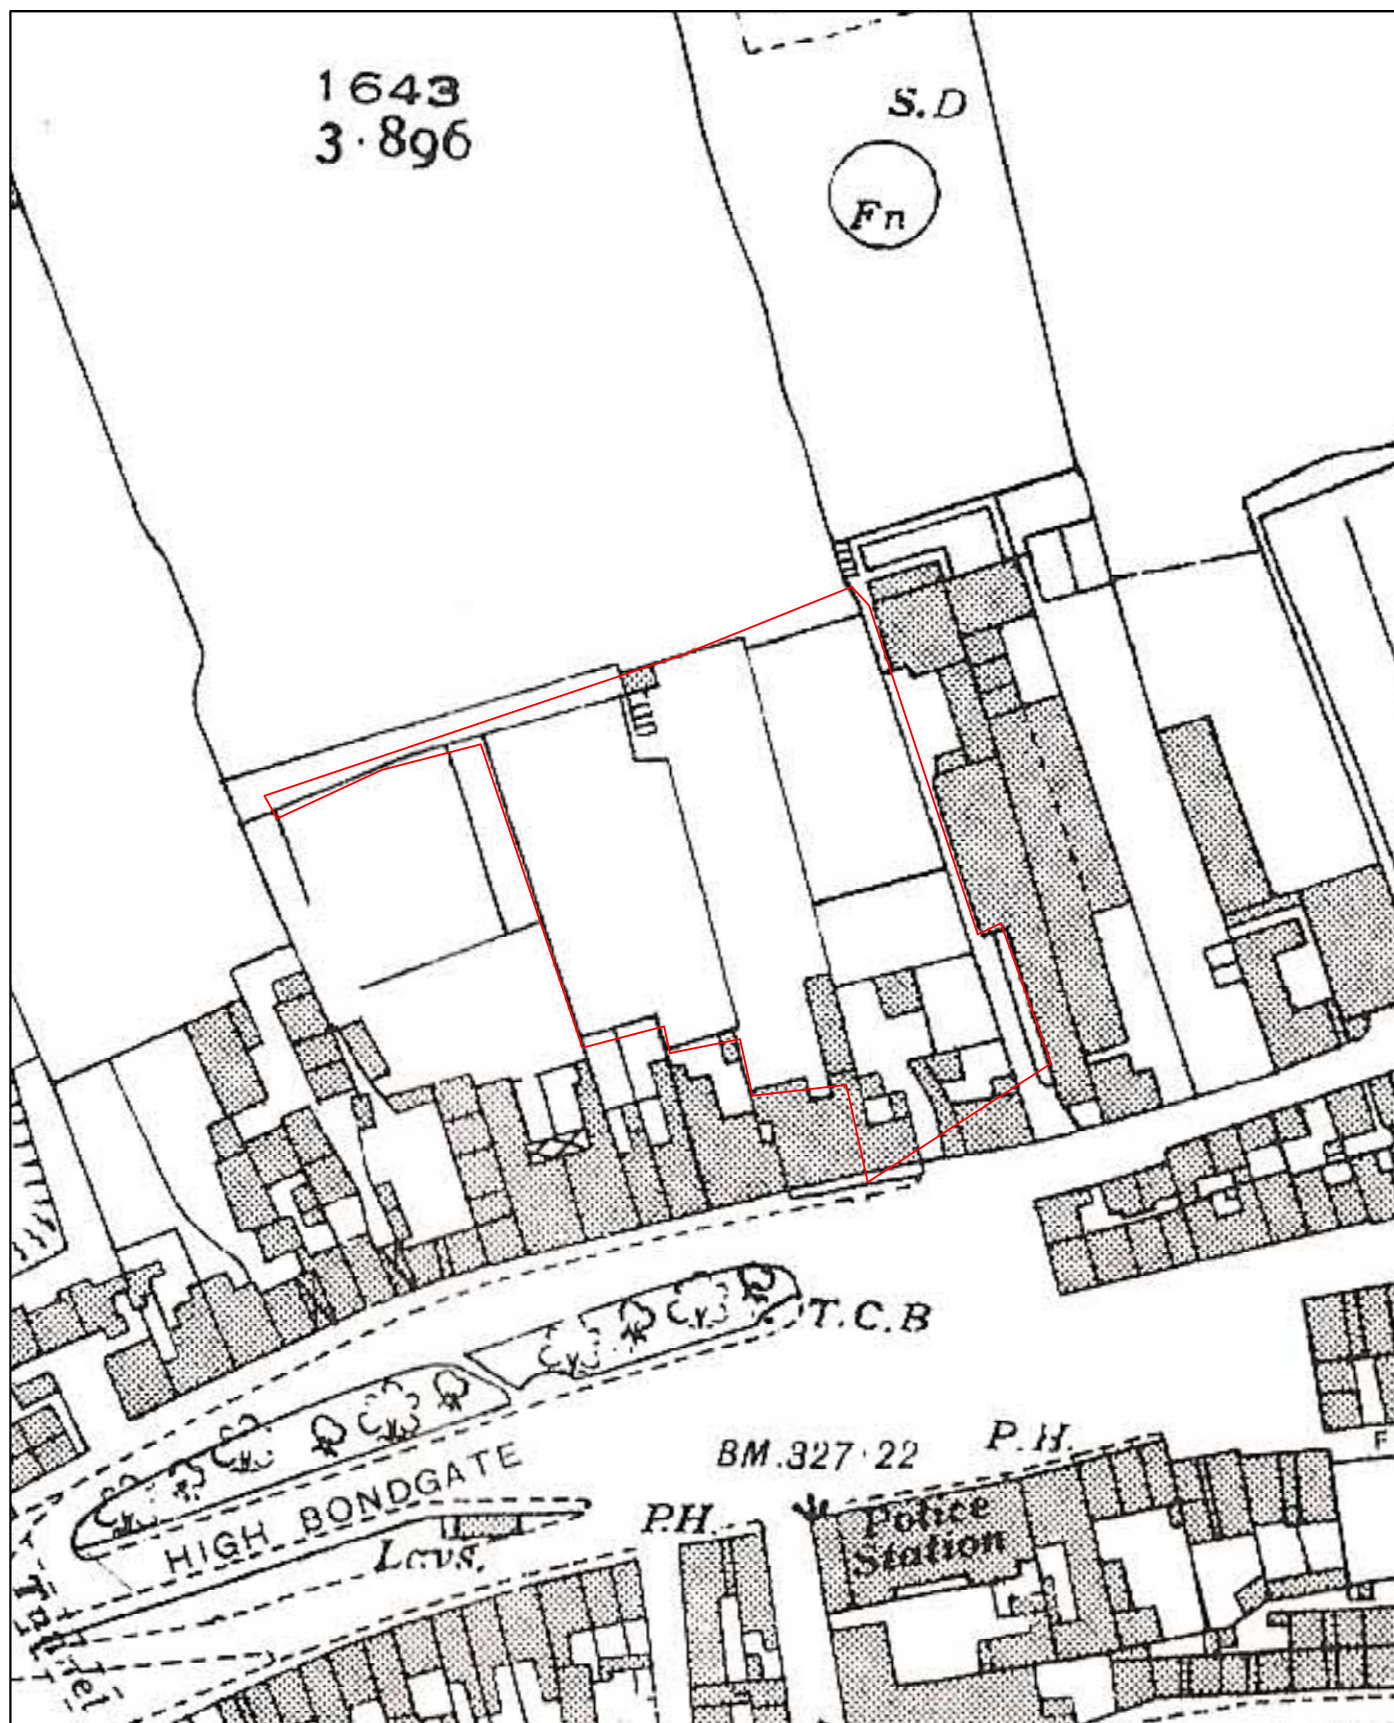 1643
3·896
S.D
Fn
T.C.B
BM.327·22
P.H.
HIGH BONDGATE
P.H.
Police
Station
Lavs.
F